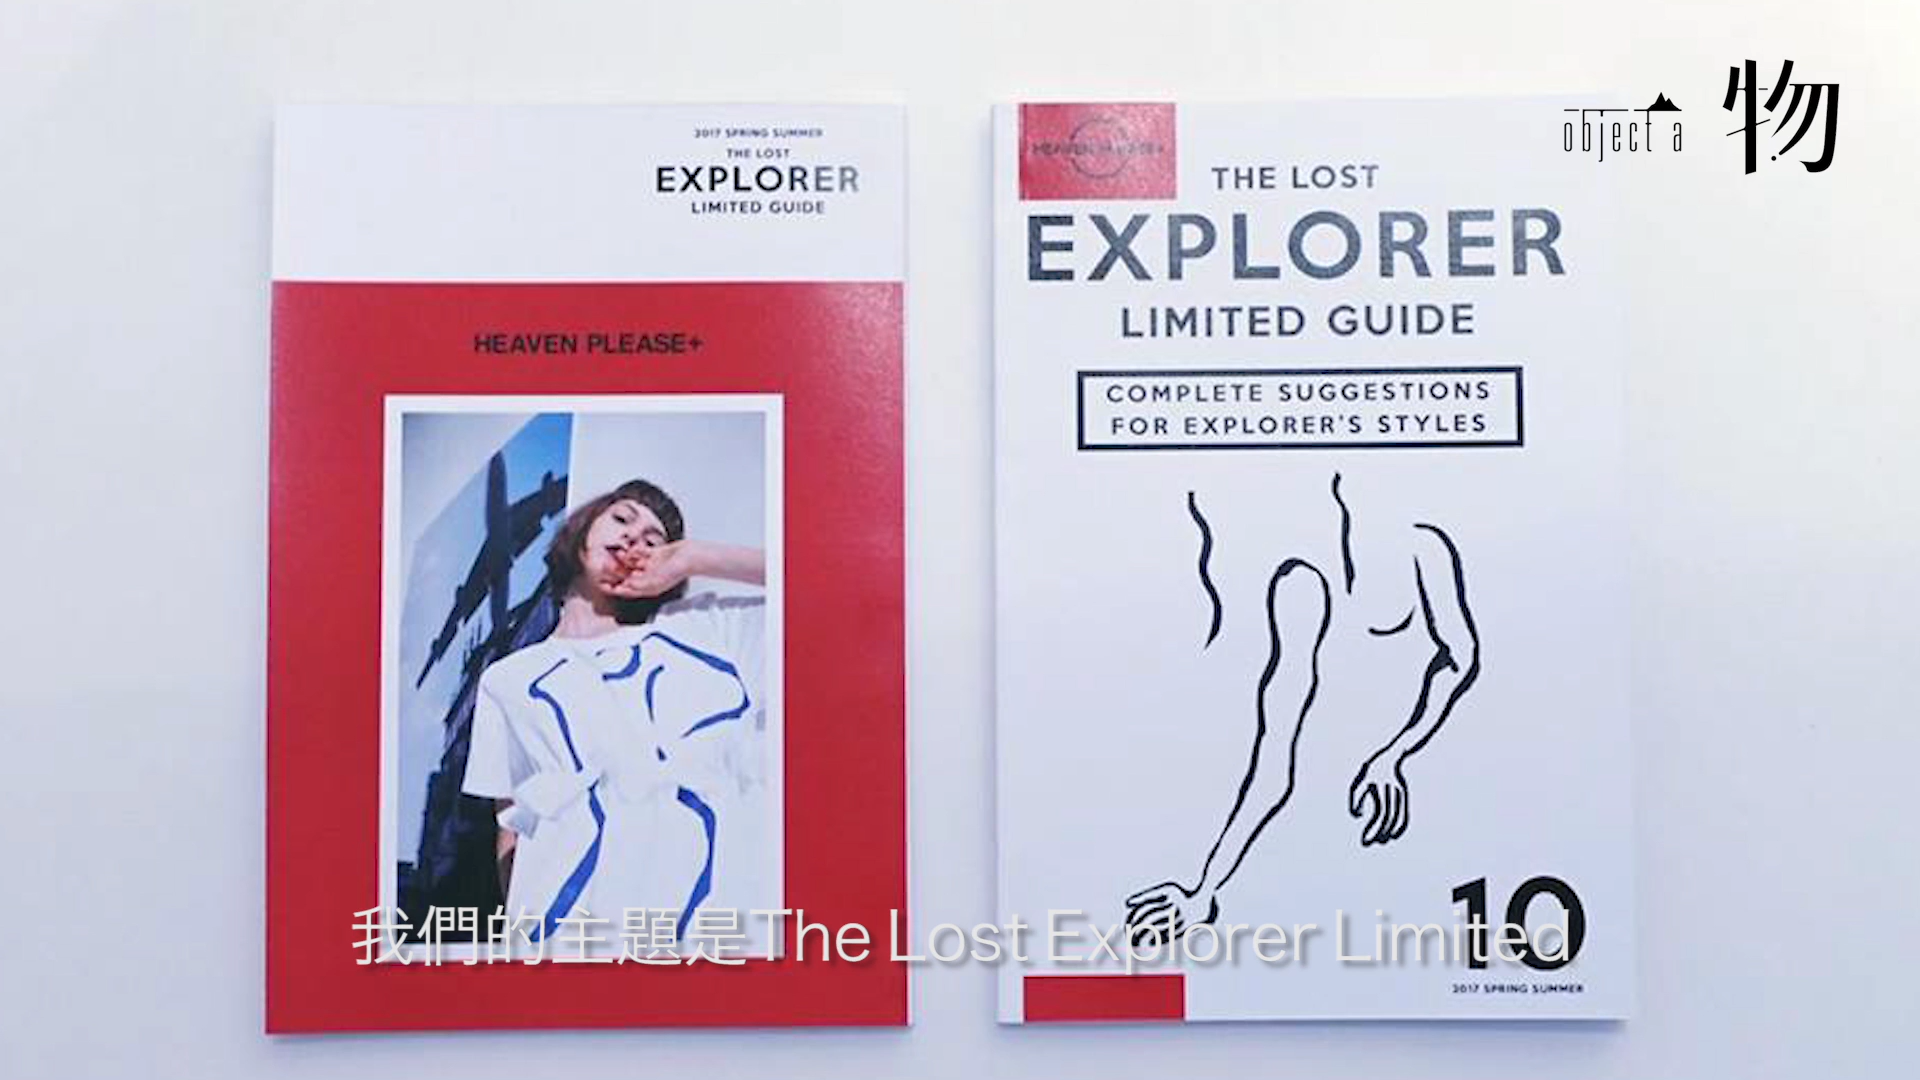 object a 物
2017 SPRING SUMMER
THE LOST
EXPLORER
LIMITED GUIDE
HEAVEN PLEASE+
HEAVEN PLEASE+
THE LOST
EXPLORER
LIMITED GUIDE
COMPLETE SUGGESTIONS
FOR EXPLORER'S STYLES
10
2017 SPRING SUMMER
我們的主題是The Lost Explorer Limited